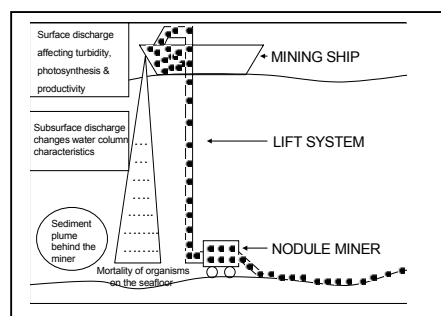 Surface discharge
affecting turbidity,
photosynthesis &
productivity
MINING SHIP
Subsurface discharge
changes water column
characteristics
LIFT SYSTEM
Sediment
plume
behind the
miner
NODULE MINER
Mortality of organisms
on the seafloor